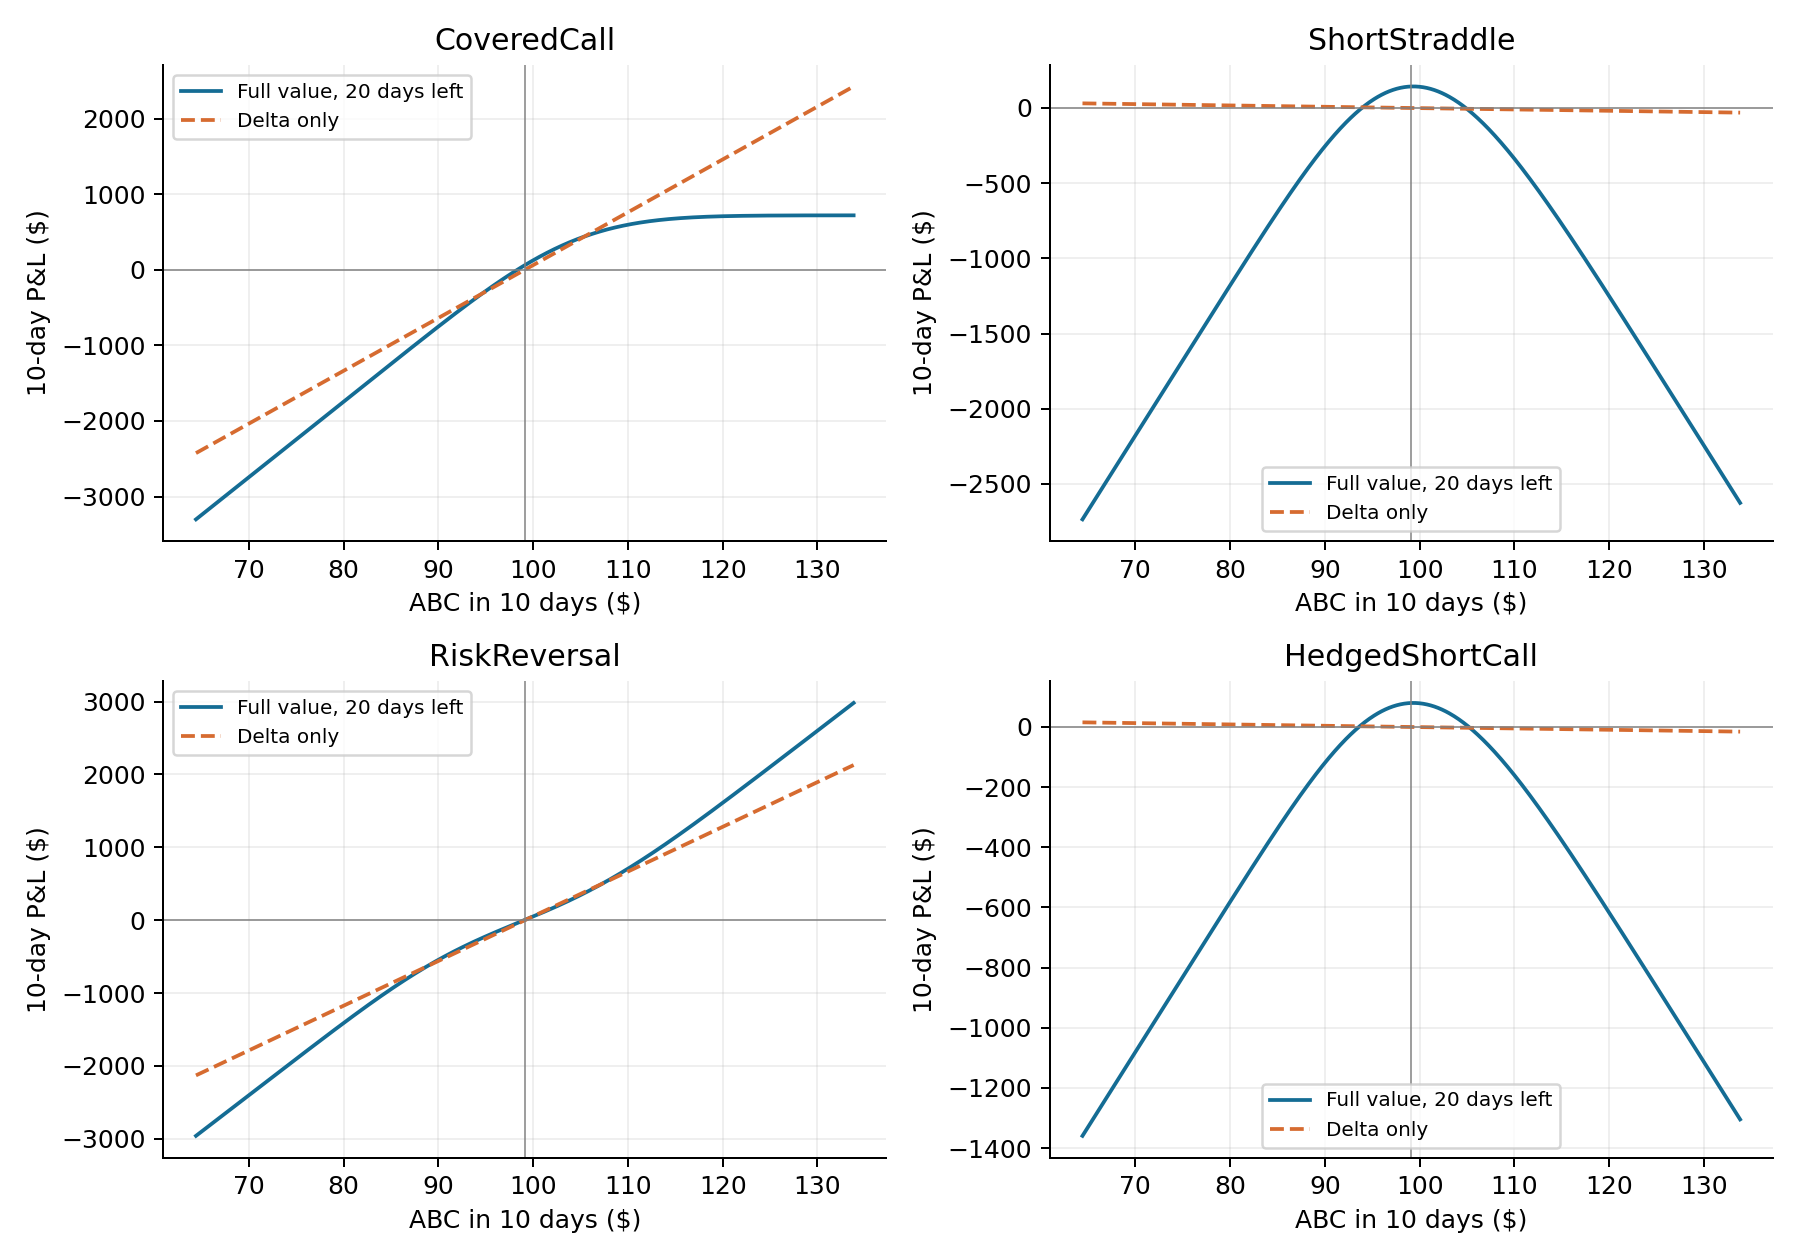 CoveredCall
Full value, 20 days left
Delta only
10-day P&L ($)
2000
1000
0
−1000
−2000
−3000
70 80 90 100 110 120 130
ABC in 10 days ($)
ShortStraddle
10-day P&L ($)
0
−500
−1000
−1500
−2000
−2500
Full value, 20 days left
Delta only
70 80 90 100 110 120 130
ABC in 10 days ($)
RiskReversal
Full value, 20 days left
Delta only
10-day P&L ($)
3000
2000
1000
0
−1000
−2000
−3000
70 80 90 100 110 120 130
ABC in 10 days ($)
HedgedShortCall
10-day P&L ($)
0
−200
−400
−600
−800
−1000
−1200
−1400
Full value, 20 days left
Delta only
70 80 90 100 110 120 130
ABC in 10 days ($)